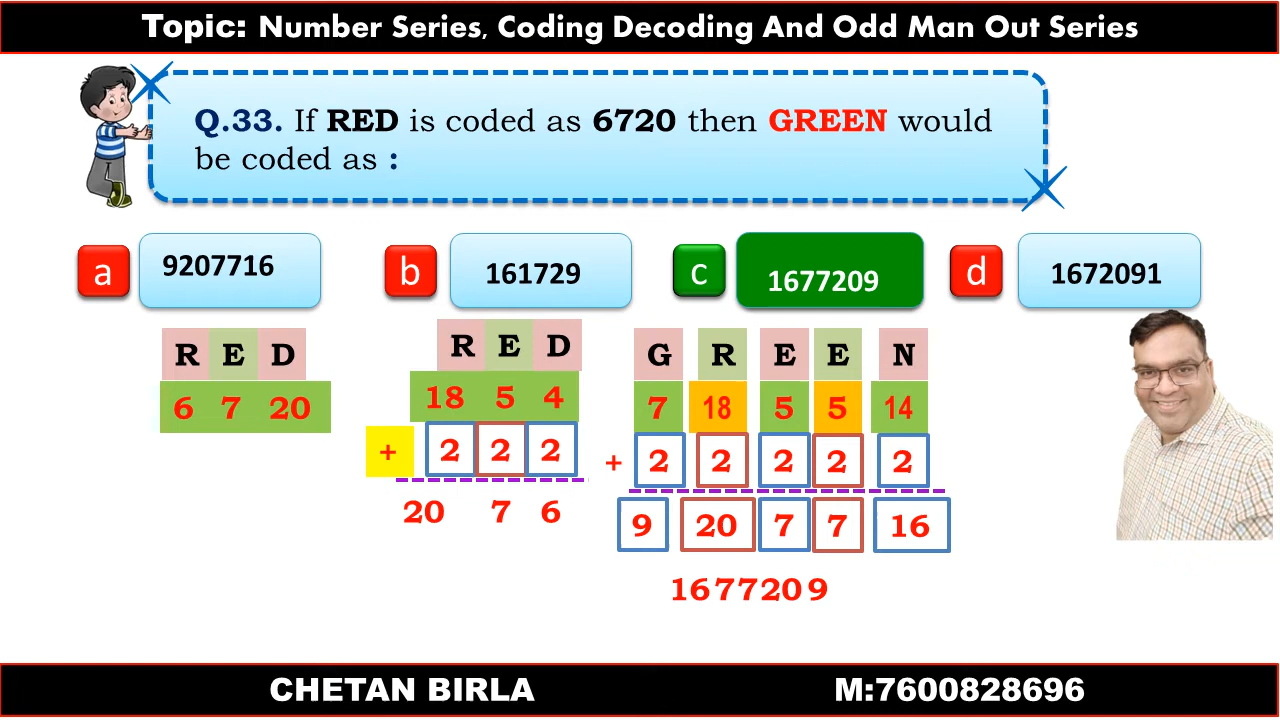 Topic: Number Series, Coding Decoding And Odd Man Out Series
Q.33. If RED is coded as 6720 then GREEN would
be coded as :
a 9207716 b 161729 c 1677209 d 1672091
R E D
6 7 20
R E D
18 5 4
+ 2 2 2
20 7 6
G R E E N
7 18 5 5 14
+ 2 2 2 2 2
9 20 7 7 16
1677209
CHETAN BIRLA M:7600828696